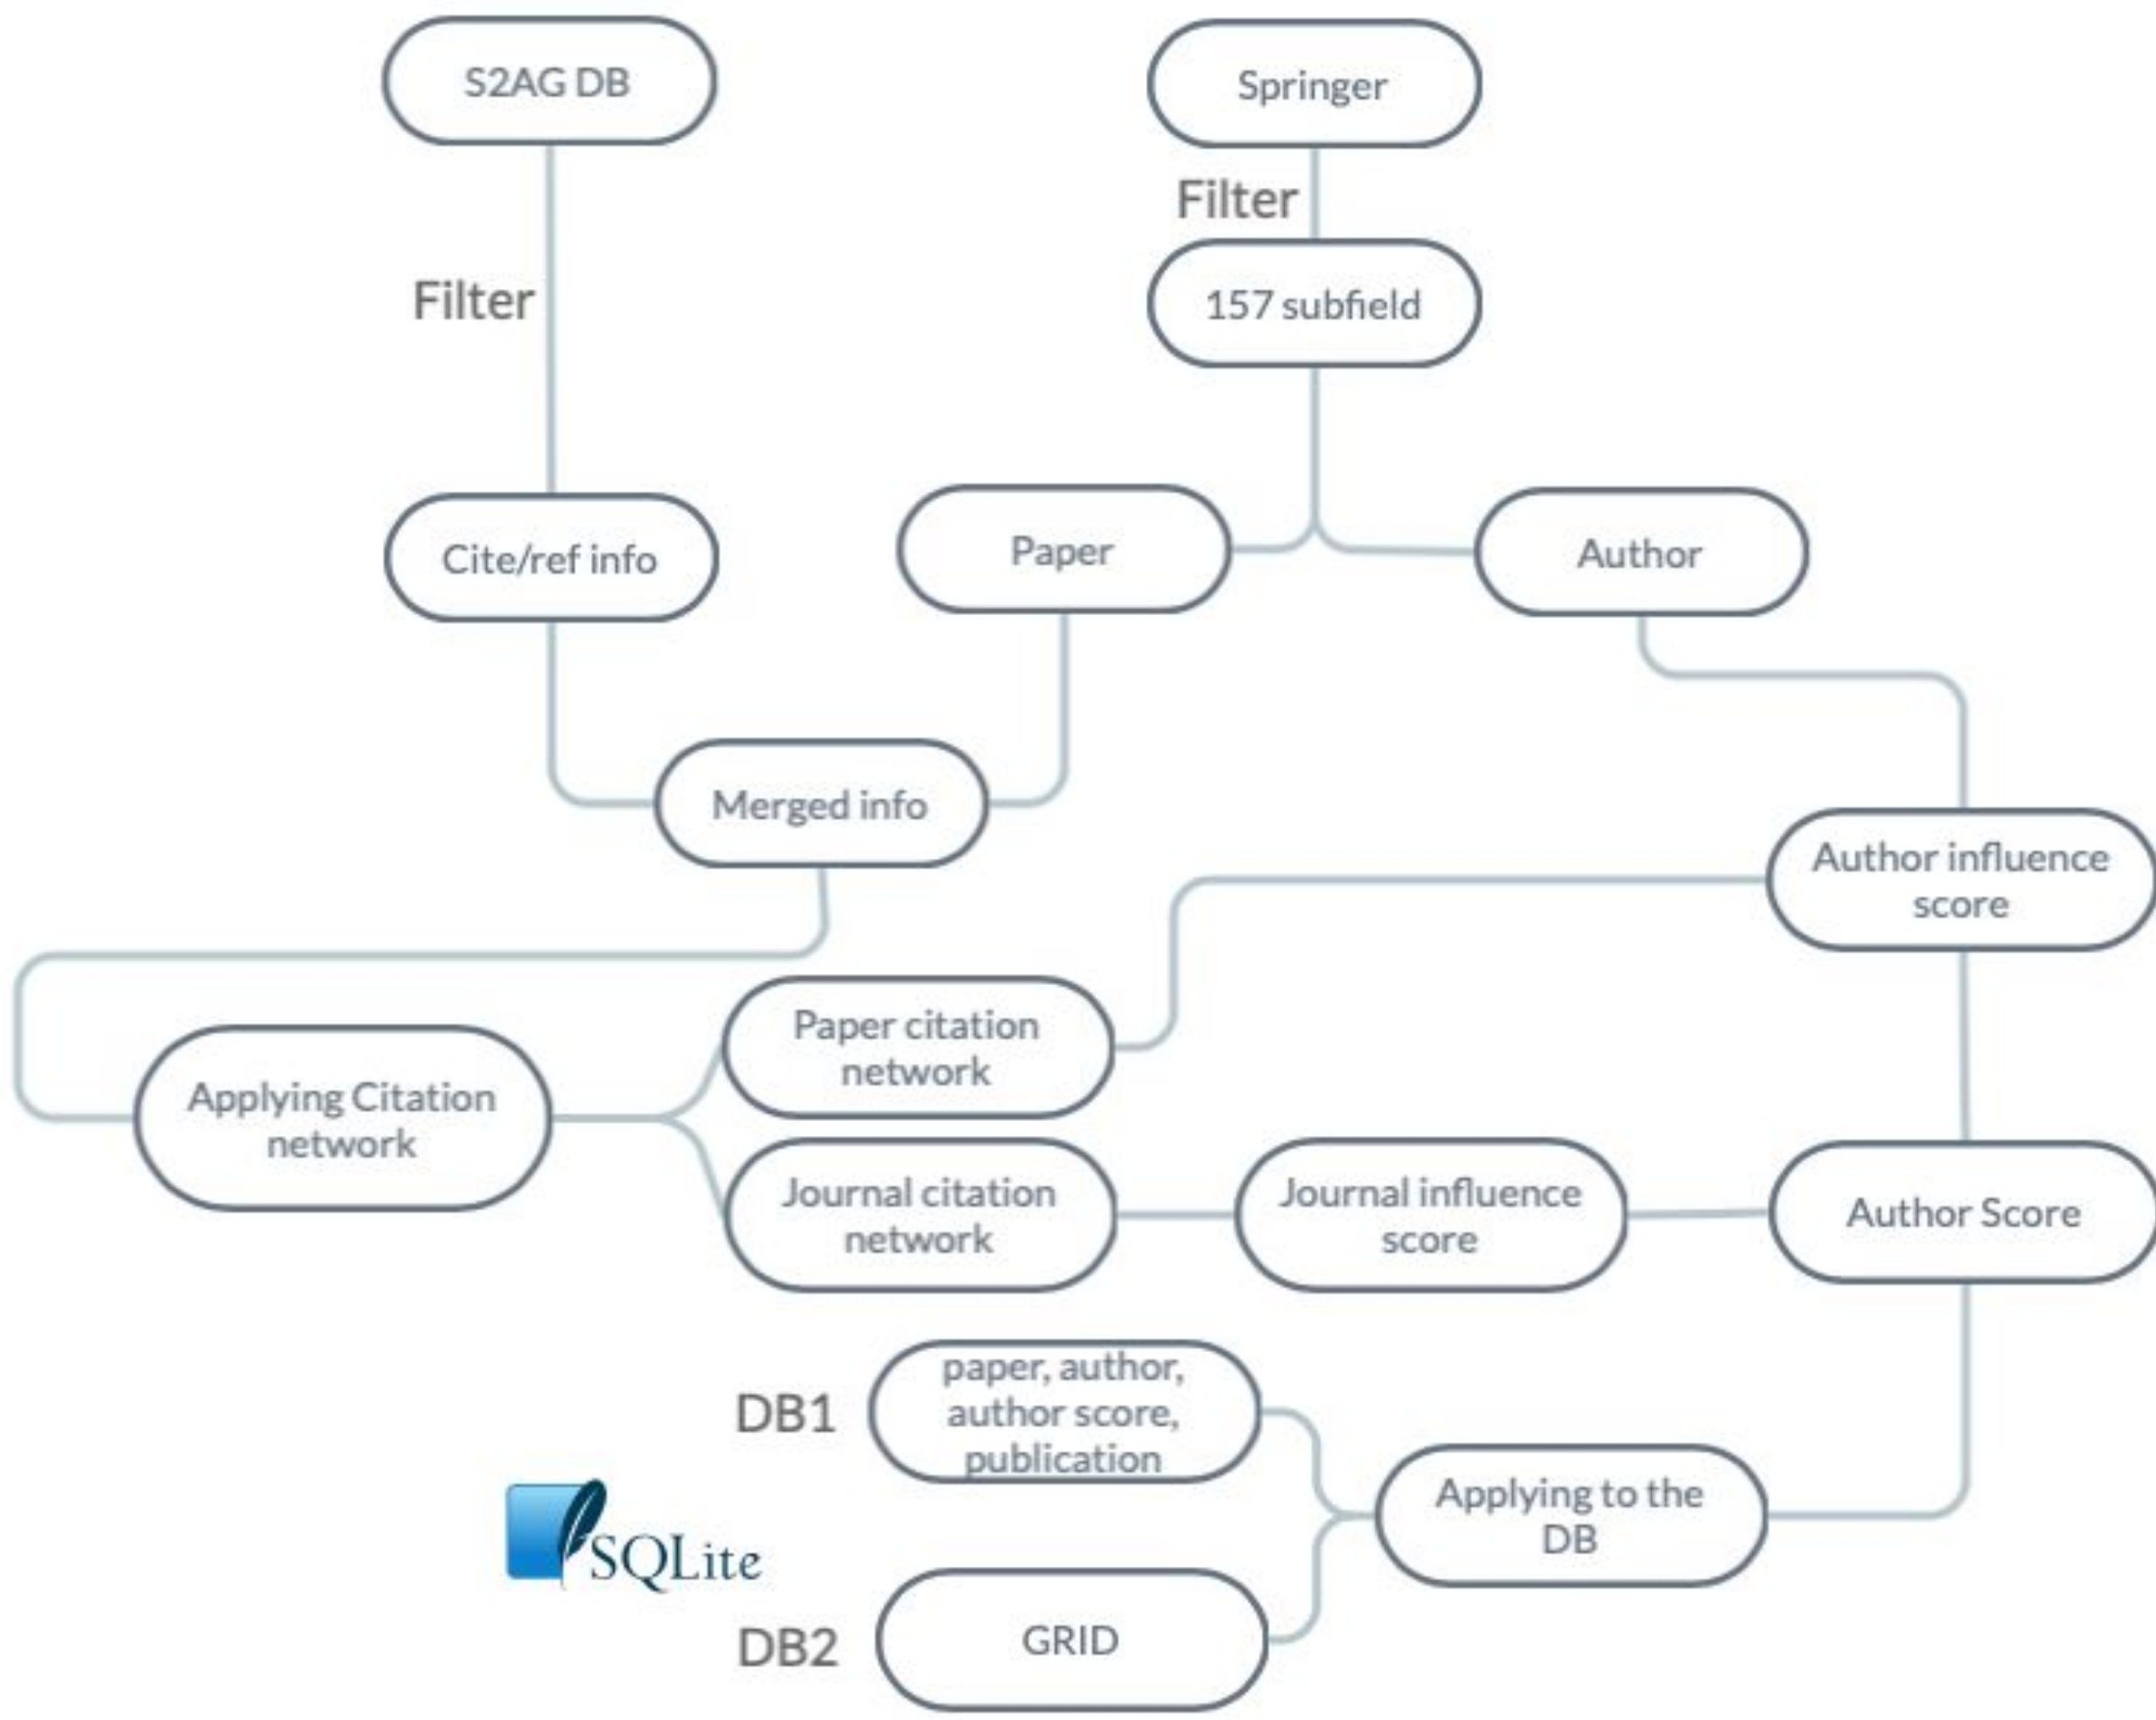 S2AG DB
Springer
Filter
Filter
157 subfield
Cite/ref info
Paper
Author
Merged info
Author influence
score
Paper citation
network
Applying Citation
network
Journal citation
network
Journal influence
score
Author Score
DB1
paper, author,
author score,
publication
Applying to the
DB
SQLite
DB2
GRID